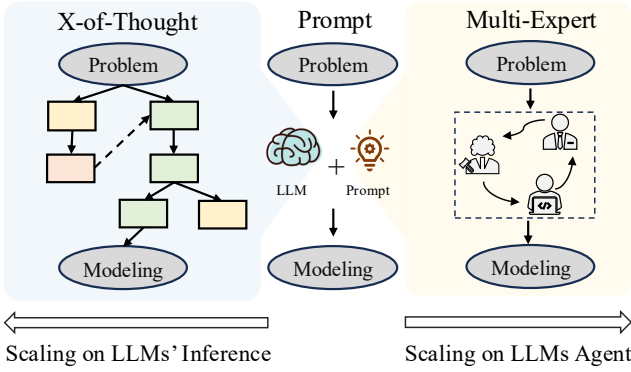 X-of-Thought
Problem
Modeling
Prompt
Problem
LLM
+
Prompt
Modeling
Multi-Expert
Problem
</>
Modeling
Scaling on LLMs' Inference
Scaling on LLMs Agent